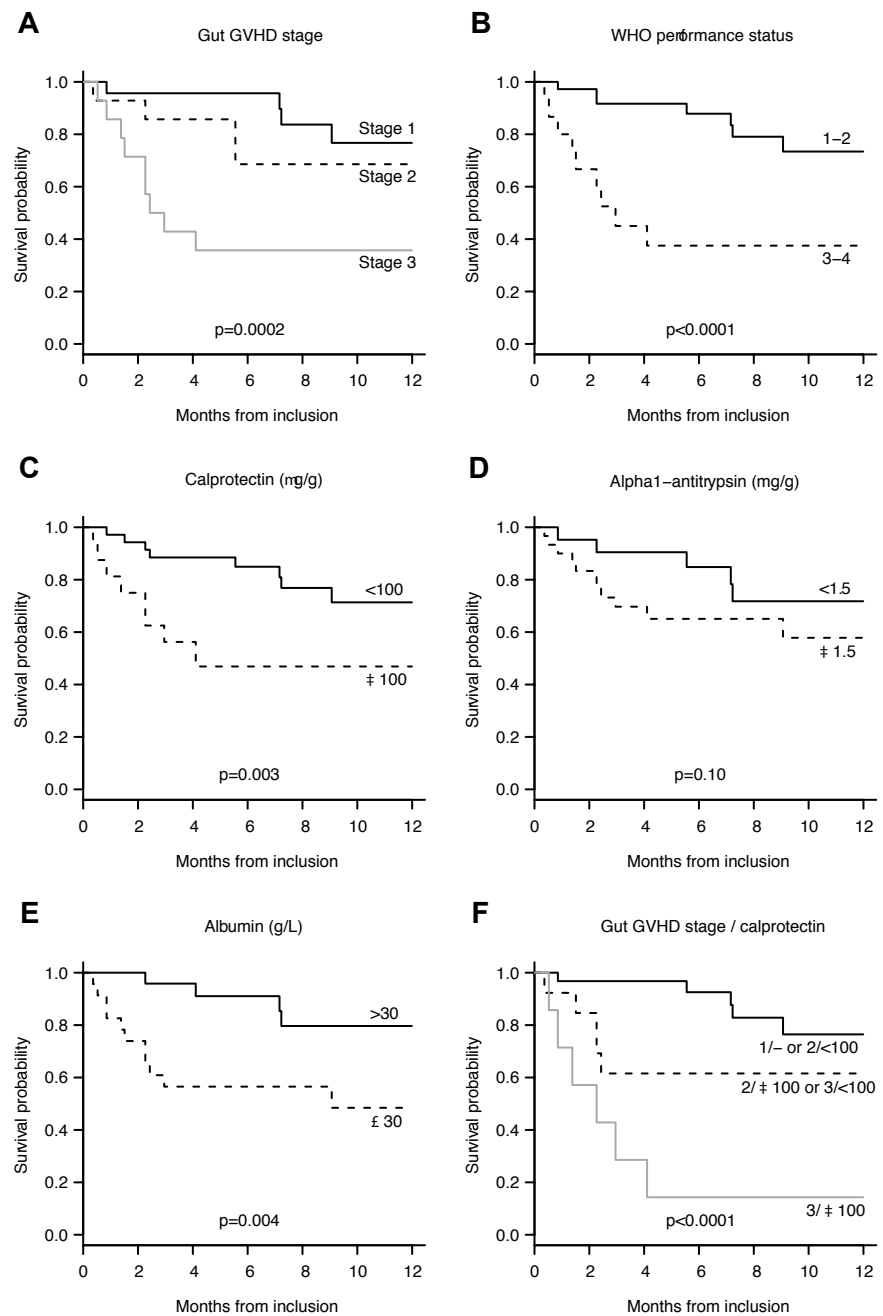 A
Gut GVHD stage
Survival probability
1.0
0.8
0.6
0.4
0.2
0.0
Stage 1
Stage 2
Stage 3
p=0.0002
0 2 4 6 8 10 12
Months from inclusion
B
WHO performance status
Survival probability
1.0
0.8
0.6
0.4
0.2
0.0
1−2
3−4
p<0.0001
0 2 4 6 8 10 12
Months from inclusion
C
Calprotectin (mg/g)
Survival probability
1.0
0.8
0.6
0.4
0.2
0.0
<100
‡ 100
p=0.003
0 2 4 6 8 10 12
Months from inclusion
D
Alpha1−antitrypsin (mg/g)
Survival probability
1.0
0.8
0.6
0.4
0.2
0.0
<1.5
‡ 1.5
p=0.10
0 2 4 6 8 10 12
Months from inclusion
E
Albumin (g/L)
Survival probability
1.0
0.8
0.6
0.4
0.2
0.0
>30
£ 30
p=0.004
0 2 4 6 8 10 12
Months from inclusion
F
Gut GVHD stage / calprotectin
Survival probability
1.0
0.8
0.6
0.4
0.2
0.0
1/− or 2/<100
2/ ‡ 100 or 3/<100
3/ ‡ 100
p<0.0001
0 2 4 6 8 10 12
Months from inclusion